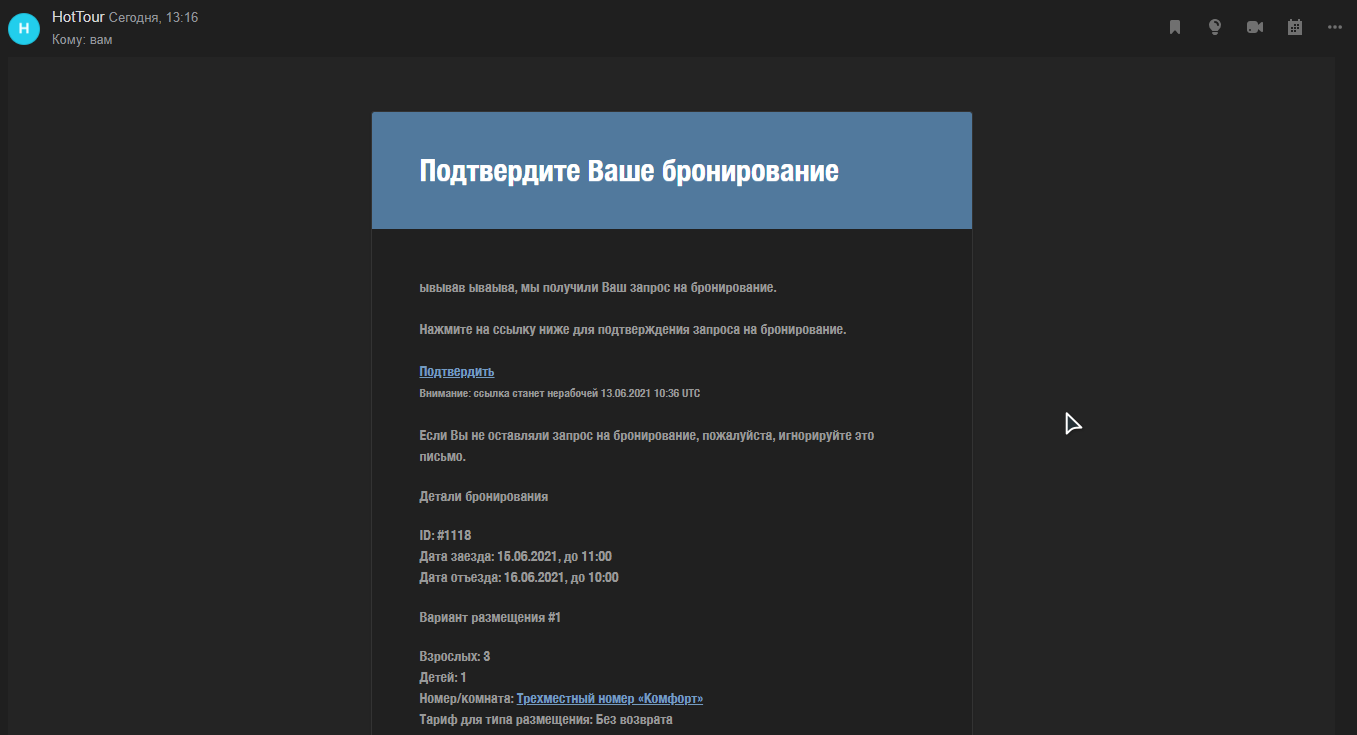 H
HotTour Сегодня, 13:16
Кому: вам
Подтвердите Ваше бронирование
ывывав ываыва, мы получили Ваш запрос на бронирование.
Нажмите на ссылку ниже для подтверждения запроса на бронирование.
Подтвердить
Внимание: ссылка станет нерабочей 13.06.2021 10:36 UTC
Если Вы не оставляли запрос на бронирование, пожалуйста, игнорируйте это
письмо.
Детали бронирования
ID: #1118
Дата заезда: 15.06.2021, до 11:00
Дата отъезда: 16.06.2021, до 10:00
Вариант размещения #1
Взрослых: 3
Детей: 1
Номер/комната: Трехместный номер «Комфорт»
Тариф для типа размещения: Без возврата